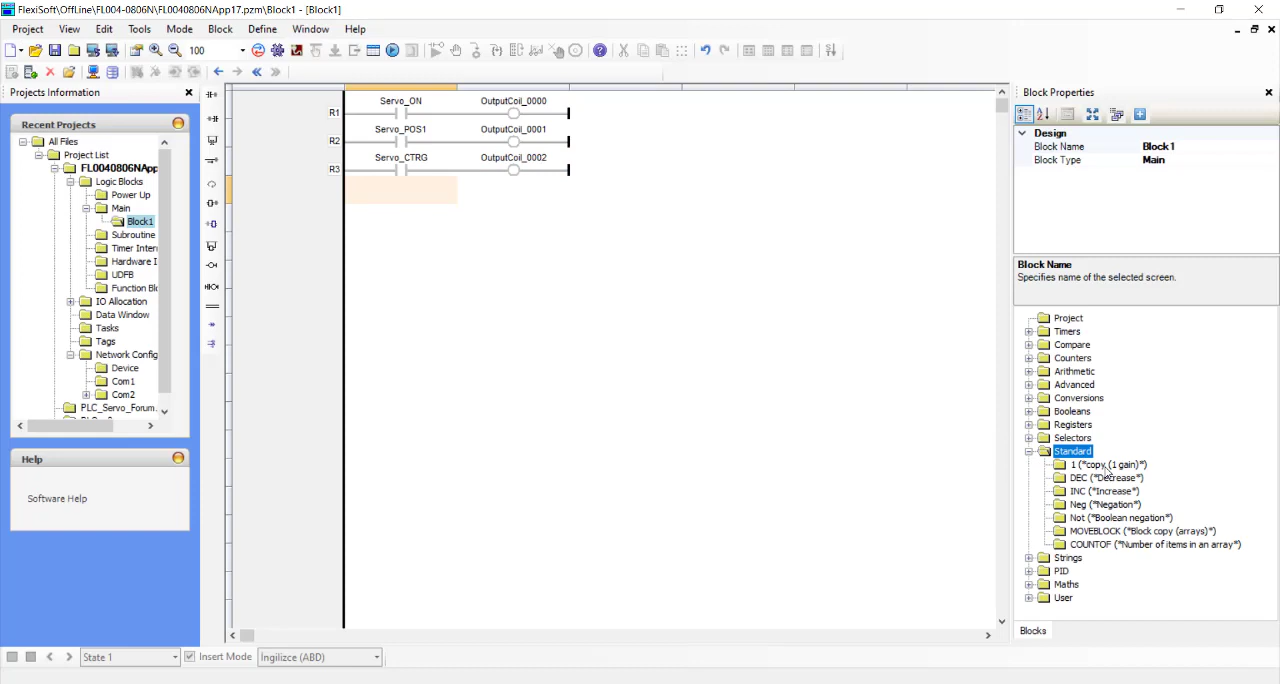 FlexiSoft\OffLine\FL004-0806N\FL0040806NApp17.pzm\Block1 - [Block1]
Project View Edit Tools Mode Block Define Window Help
100
Projects Information
Recent Projects
All Files
Project List
FL0040806NApp
Logic Blocks
Power Up
Main
Block1
Subroutine
Timer Inter
Hardware I
UDFB
Function Blo
IO Allocation
Data Window
Tasks
Tags
Network Config
Device
Com1
Com2
PLC_Servo_Forum.
Help
Software Help
Servo_ON OutputCoil_0000
R1
Servo_POS1 OutputCoil_0001
R2
Servo_CTRG OutputCoil_0002
R3
Block Properties
Design
Block Name Block1
Block Type Main
Block Name
Specifies name of the selected screen.
Project
Timers
Compare
Counters
Arithmetic
Advanced
Conversions
Booleans
Registers
Selectors
Standard
1 (*copy (1 gain)*)
DEC (*Decrease*)
INC (*Increase*)
Neg (*Negation*)
Not (*Boolean negation*)
MOVEBLOCK (*Block copy (arrays)*)
COUNTOF (*Number of items in an array*)
Strings
PID
Maths
User
Blocks
State 1 Insert Mode İngilizce (ABD)